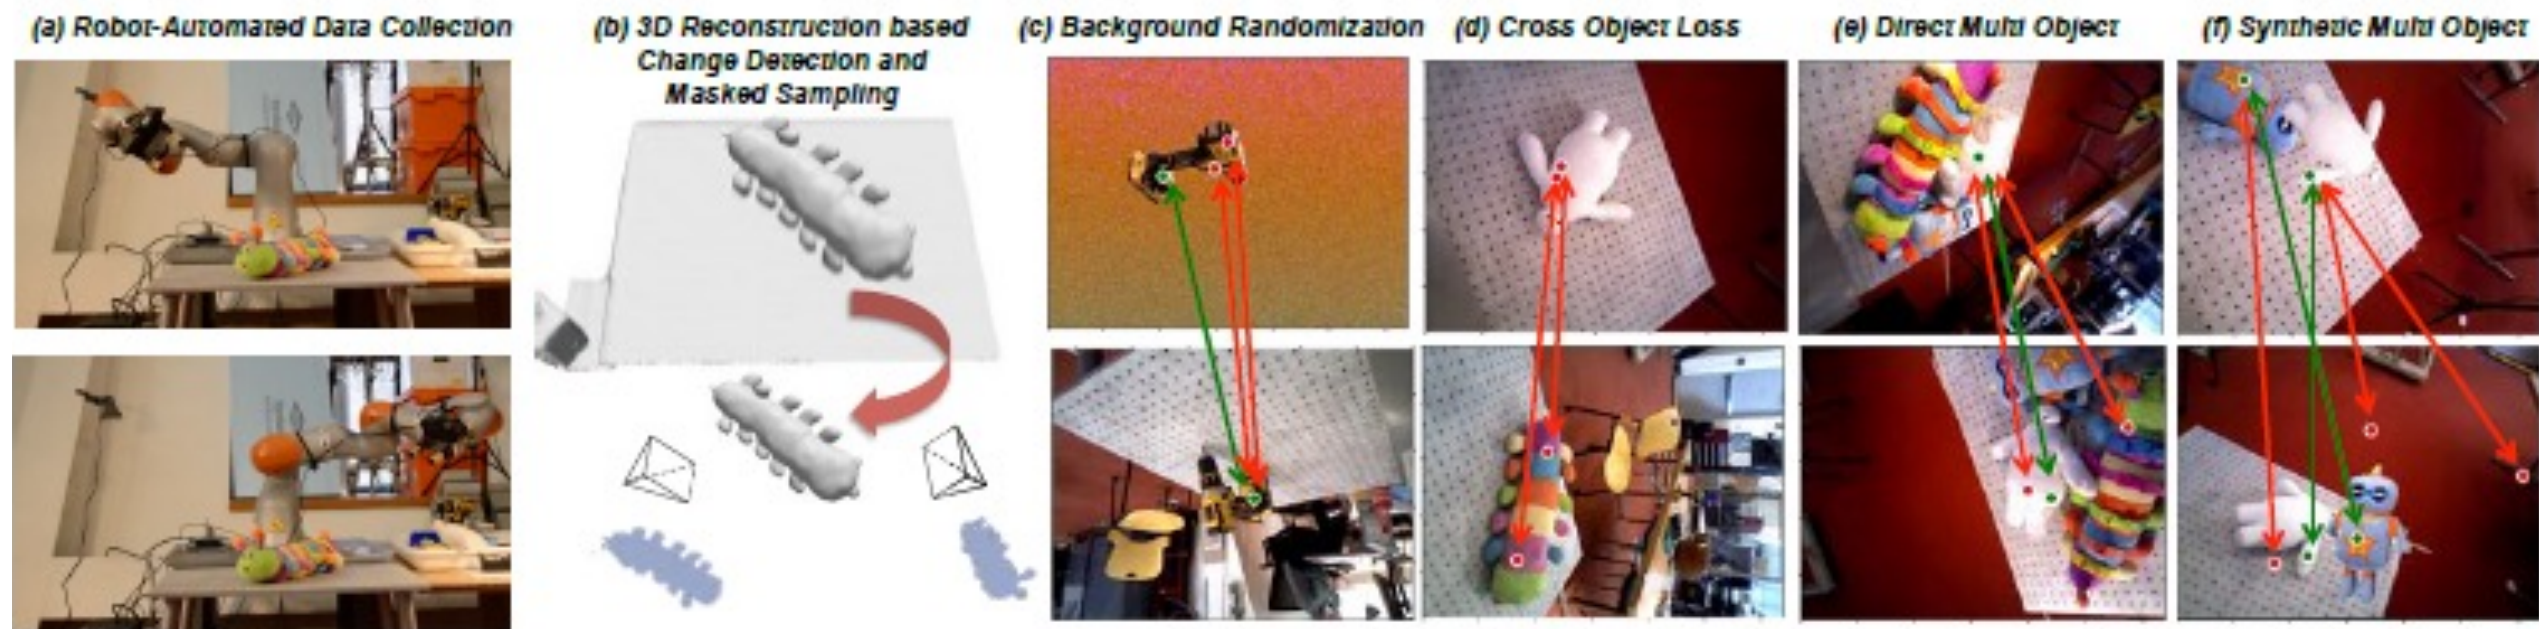 (a) Robot-Automated Data Collection
(b) 3D Reconstruction based
Change Detection and
Masked Sampling
(c) Background Randomization
(d) Cross Object Loss
(e) Direct Multi Object
(f) Synthetic Multi Object